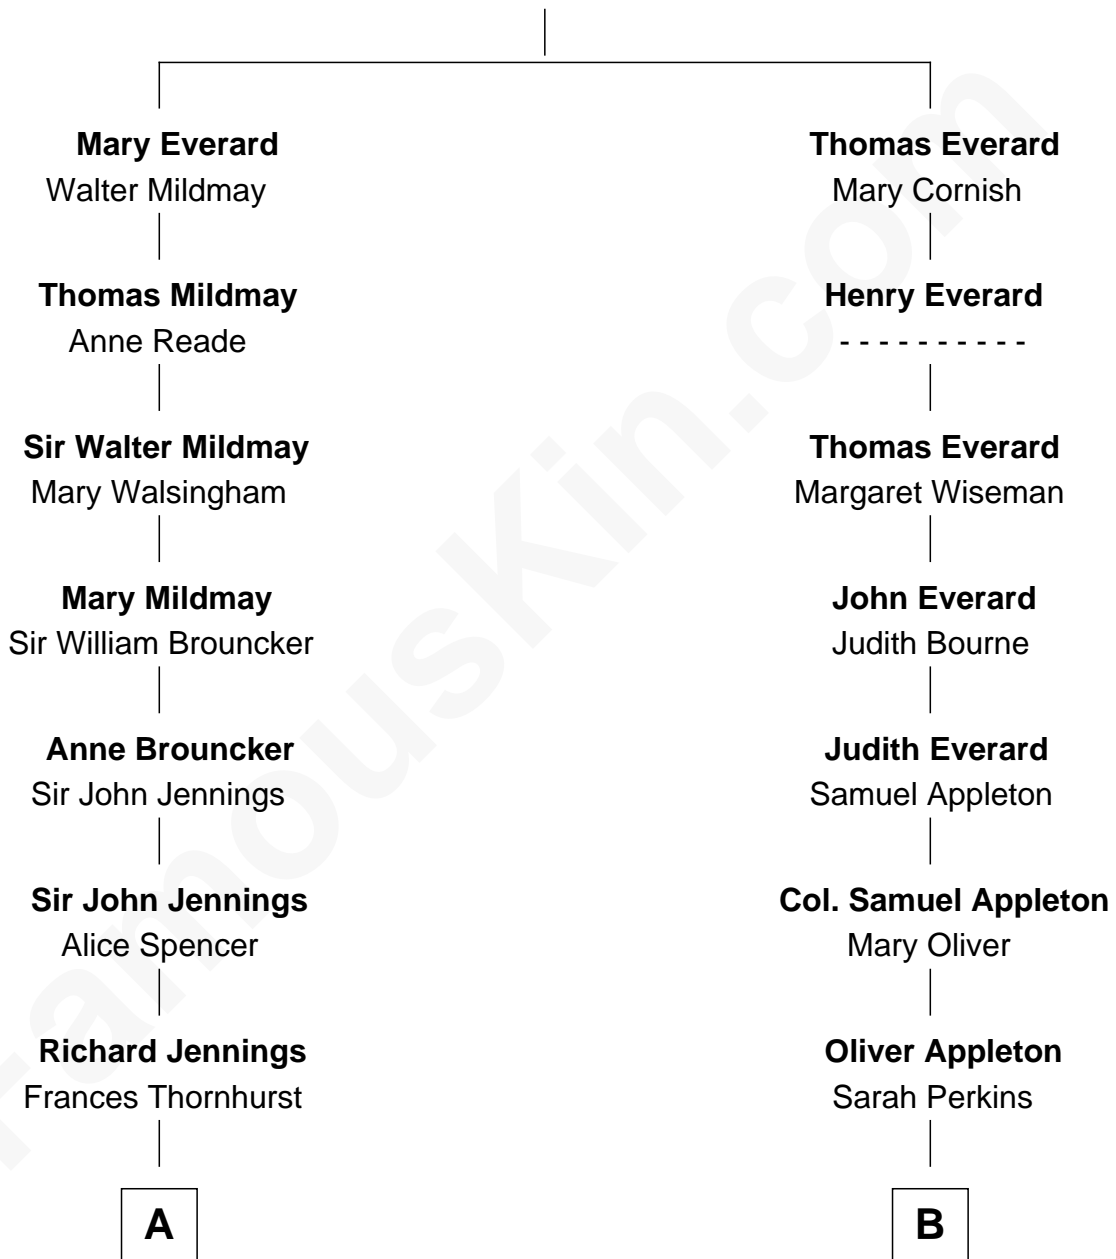 Mary Everard
Walter Mildmay
Thomas Everard
Mary Cornish
Thomas Mildmay
Anne Reade
Henry Everard
- - - - - - - - - -
Sir Walter Mildmay
Mary Walsingham
Thomas Everard
Margaret Wiseman
Mary Mildmay
Sir William Brouncker
John Everard
Judith Bourne
Anne Brouncker
Sir John Jennings
Judith Everard
Samuel Appleton
Sir John Jennings
Alice Spencer
Col. Samuel Appleton
Mary Oliver
Richard Jennings
Frances Thornhurst
Oliver Appleton
Sarah Perkins
A
B
FamousKin.com